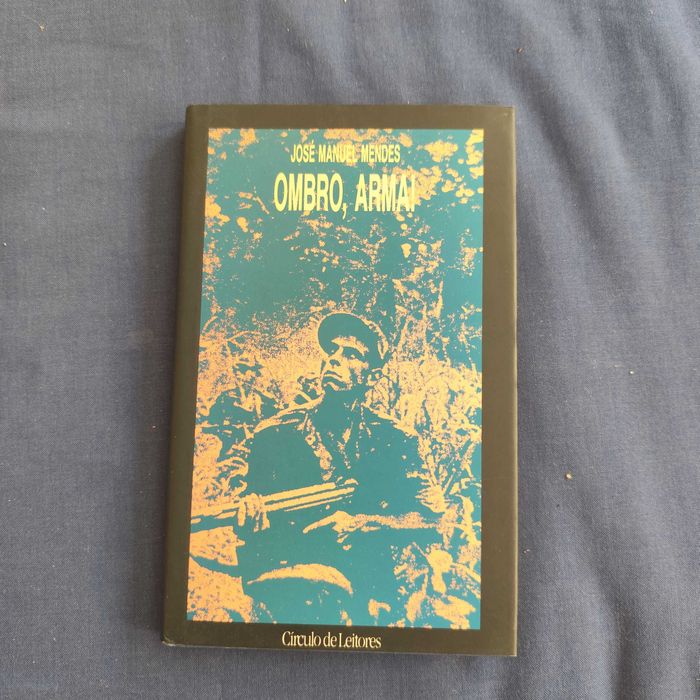 JOSÉ MANUEL MENDES
OMBRO, ARMA!
Círculo de Leitores